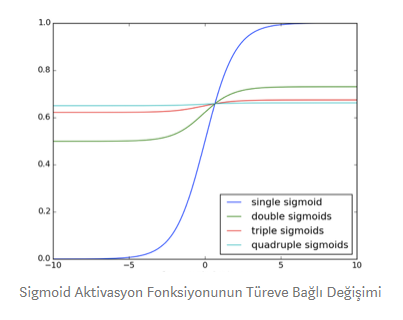 1.0
0.8
0.6
0.4
0.2
0.0
single sigmoid
double sigmoids
triple sigmoids
quadruple sigmoids
−10 −5 0 5 10
Sigmoid Aktivasyon Fonksiyonunun Türeve Bağlı Değişimi